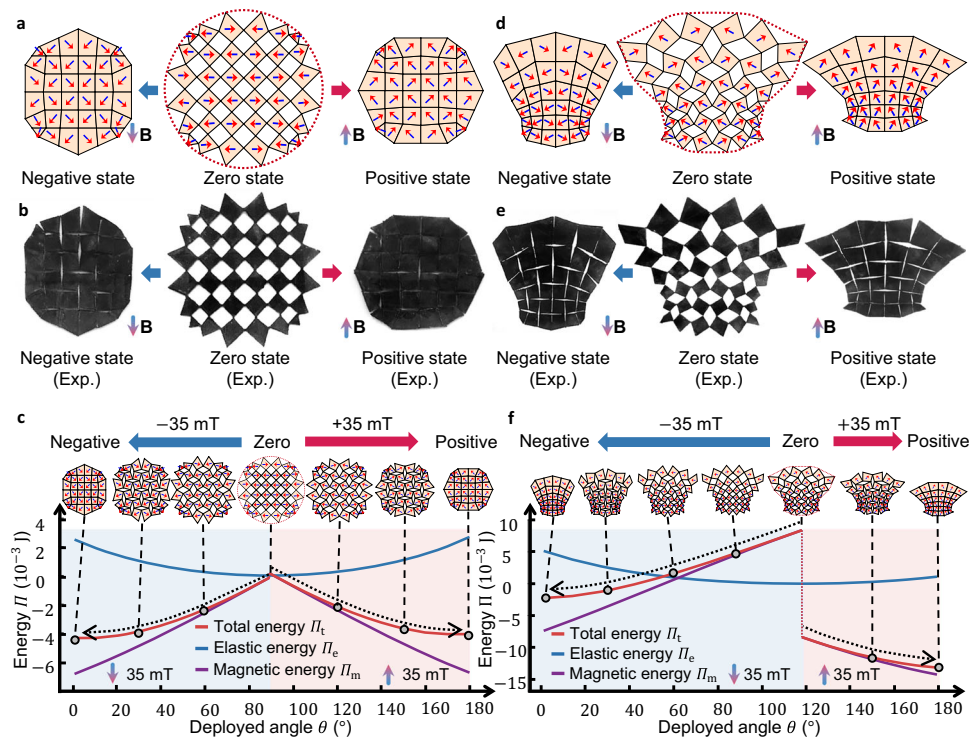 a
B
B
Negative state
Zero state
Positive state
b
B
B
Negative state
(Exp.)
Zero state
(Exp.)
Positive state
(Exp.)
c
−35 mT
+35 mT
Negative
Zero
Positive
Energy Π (10⁻³ J)
4
2
0
−2
−4
−6
Total energy Πt
Elastic energy Πe
Magnetic energy Πm
35 mT
35 mT
0
20
40
60
80
100
120
140
160
180
Deployed angle θ (°)
d
B
B
Negative state
Zero state
Positive state
e
B
B
Negative state
(Exp.)
Zero state
(Exp.)
Positive state
(Exp.)
f
−35 mT
+35 mT
Negative
Zero
Positive
Energy Π (10⁻³ J)
10
5
0
−5
−10
−15
Total energy Πt
Elastic energy Πe
Magnetic energy Πm
35 mT
35 mT
0
20
40
60
80
100
120
140
160
180
Deployed angle θ (°)